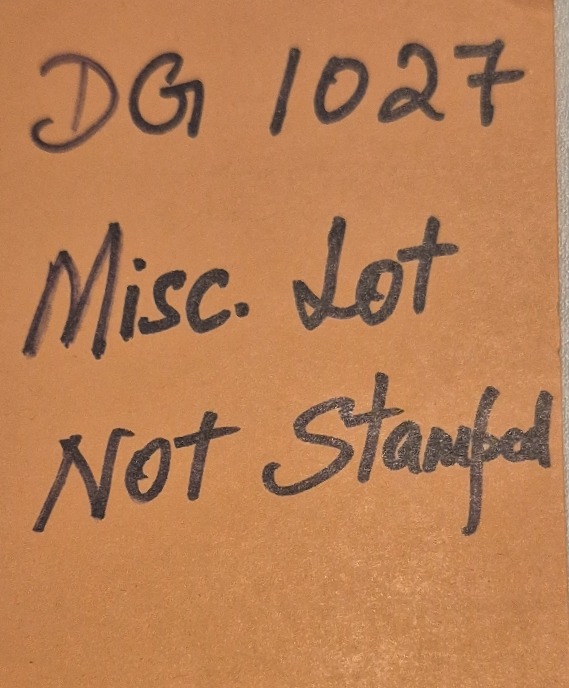 DG 1027
Misc. Lot
Not Stamped